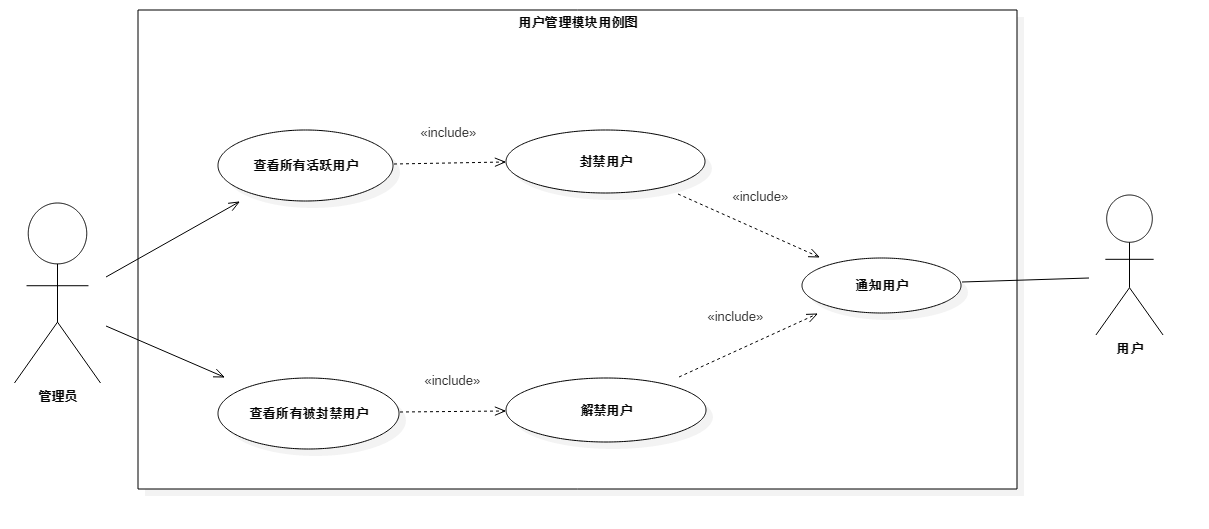 用户管理模块用例图
«include»
查看所有活跃用户
封禁用户
«include»
通知用户
«include»
用户
«include»
管理员
查看所有被封禁用户
解禁用户